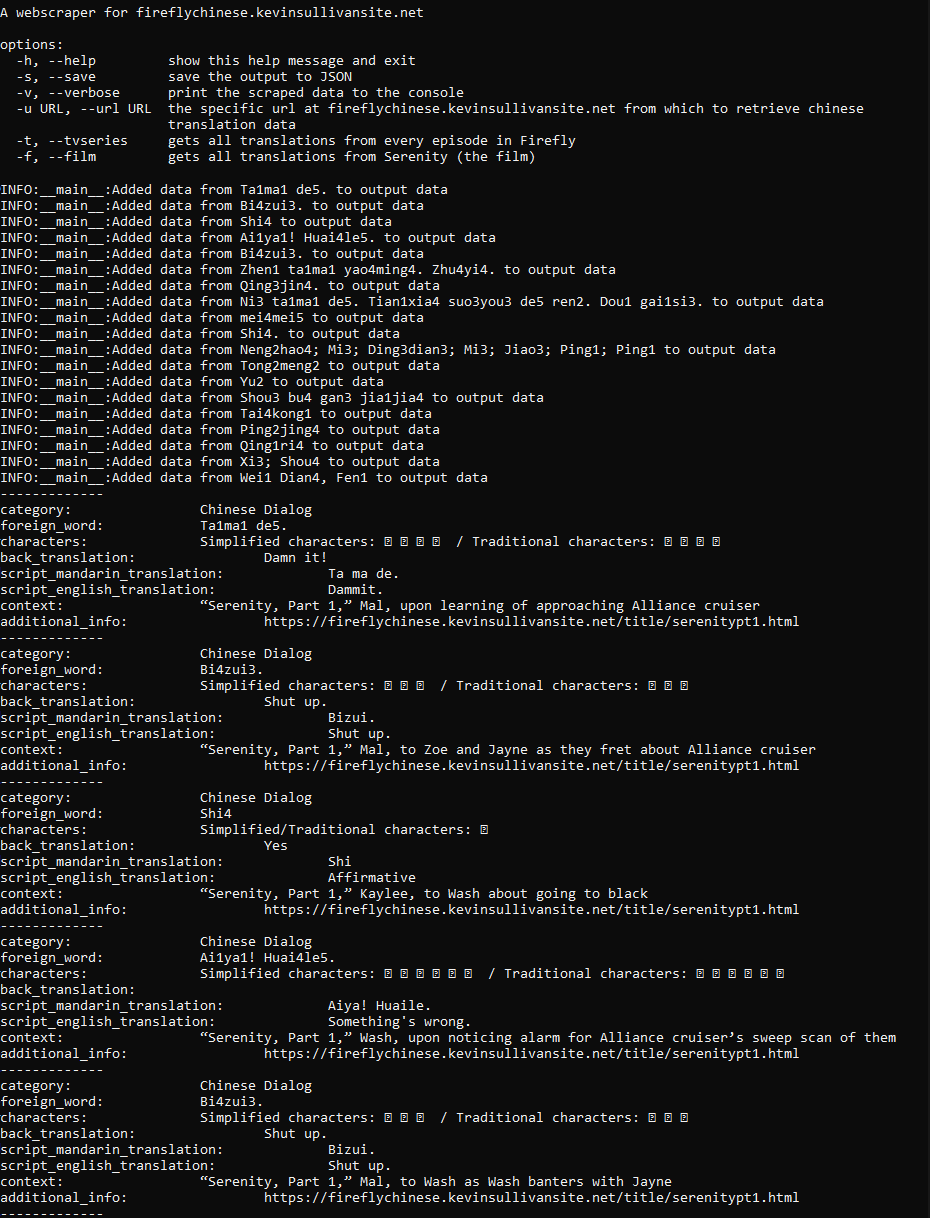 A webscraper for fireflychinese.kevinsullivansite.net
options:
-h, --help show this help message and exit
-s, --save save the output to JSON
-v, --verbose print the scraped data to the console
-u URL, --url URL the specific url at fireflychinese.kevinsullivansite.net from which to retrieve chinese
translation data
-t, --tvseries gets all translations from every episode in Firefly
-f, --film gets all translations from Serenity (the film)
INFO:__main__:Added data from Ta1ma1 de5. to output data
INFO:__main__:Added data from Bi4zui3. to output data
INFO:__main__:Added data from Shi4 to output data
INFO:__main__:Added data from Ai1ya1! Huai4le5. to output data
INFO:__main__:Added data from Bi4zui3. to output data
INFO:__main__:Added data from Zhen1 ta1ma1 yao4ming4. Zhu4yi4. to output data
INFO:__main__:Added data from Qing3jin4. to output data
INFO:__main__:Added data from Ni3 ta1ma1 de5. Tian1xia4 suo3you3 de5 ren2. Dou1 gai1si3. to output data
INFO:__main__:Added data from mei4mei5 to output data
INFO:__main__:Added data from Shi4. to output data
INFO:__main__:Added data from Neng2hao4; Mi3; Ding3dian3; Mi3; Jiao3; Ping1; Ping1 to output data
INFO:__main__:Added data from Tong2meng2 to output data
INFO:__main__:Added data from Yu2 to output data
INFO:__main__:Added data from Shou3 bu4 gan3 jia1jia4 to output data
INFO:__main__:Added data from Tai4kong1 to output data
INFO:__main__:Added data from Ping2jing4 to output data
INFO:__main__:Added data from Qing1ri4 to output data
INFO:__main__:Added data from Xi3; Shou4 to output data
INFO:__main__:Added data from Wei1 Dian4, Fen1 to output data
-------------
category: Chinese Dialog
foreign_word: Ta1ma1 de5.
characters: Simplified characters: / Traditional characters:
back_translation: Damn it!
script_mandarin_translation: Ta ma de.
script_english_translation: Dammit.
context: “Serenity, Part 1,” Mal, upon learning of approaching Alliance cruiser
additional_info: https://fireflychinese.kevinsullivansite.net/title/serenitypt1.html
-------------
category: Chinese Dialog
foreign_word: Bi4zui3.
characters: Simplified characters: / Traditional characters:
back_translation: Shut up.
script_mandarin_translation: Bizui.
script_english_translation: Shut up.
context: “Serenity, Part 1,” Mal, to Zoe and Jayne as they fret about Alliance cruiser
additional_info: https://fireflychinese.kevinsullivansite.net/title/serenitypt1.html
-------------
category: Chinese Dialog
foreign_word: Shi4
characters: Simplified/Traditional characters:
back_translation: Yes
script_mandarin_translation: Shi
script_english_translation: Affirmative
context: “Serenity, Part 1,” Kaylee, to Wash about going to black
additional_info: https://fireflychinese.kevinsullivansite.net/title/serenitypt1.html
-------------
category: Chinese Dialog
foreign_word: Ai1ya1! Huai4le5.
characters: Simplified characters: / Traditional characters:
back_translation:
script_mandarin_translation: Aiya! Huaile.
script_english_translation: Something's wrong.
context: “Serenity, Part 1,” Wash, upon noticing alarm for Alliance cruiser’s sweep scan of them
additional_info: https://fireflychinese.kevinsullivansite.net/title/serenitypt1.html
-------------
category: Chinese Dialog
foreign_word: Bi4zui3.
characters: Simplified characters: / Traditional characters:
back_translation: Shut up.
script_mandarin_translation: Bizui.
script_english_translation: Shut up.
context: “Serenity, Part 1,” Mal, to Wash as Wash banters with Jayne
additional_info: https://fireflychinese.kevinsullivansite.net/title/serenitypt1.html
-------------